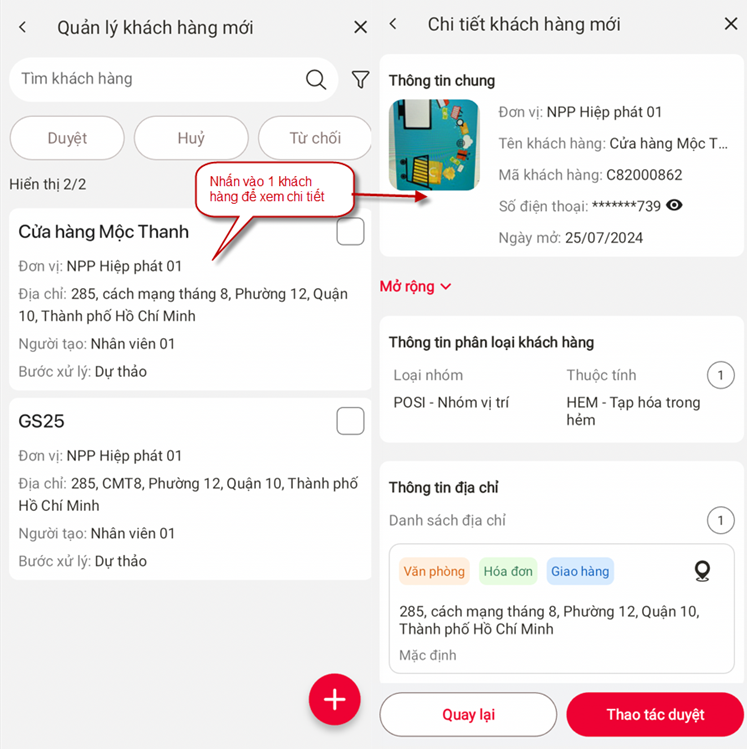 Quản lý khách hàng mới
Tìm khách hàng
Duyệt
Huỷ
Từ chối
Hiển thị 2/2
Nhấn vào 1 khách
hàng để xem chi tiết
Cửa hàng Mộc Thanh
Đơn vị: NPP Hiệp phát 01
Địa chỉ: 285, cách mạng tháng 8, Phường 12, Quận
10, Thành phố Hồ Chí Minh
Người tạo: Nhân viên 01
Bước xử lý: Dự thảo
GS25
Đơn vị: NPP Hiệp phát 01
Địa chỉ: 285, CMT8, Phường 12, Quận 10, Thành phố
Hồ Chí Minh
Người tạo: Nhân viên 01
Bước xử lý: Dự thảo
Chi tiết khách hàng mới
Thông tin chung
Đơn vị: NPP Hiệp phát 01
Tên khách hàng: Cửa hàng Mộc T...
Mã khách hàng: C82000862
Số điện thoại: *******739
Ngày mở: 25/07/2024
Mở rộng
Thông tin phân loại khách hàng
Loại nhóm
Thuộc tính
1
POSI - Nhóm vị trí
HEM - Tạp hóa trong
hẻm
Thông tin địa chỉ
Danh sách địa chỉ
1
Văn phòng
Hóa đơn
Giao hàng
285, cách mạng tháng 8, Phường 12, Quận 10,
Thành phố Hồ Chí Minh
Mặc định
Quay lại
Thao tác duyệt